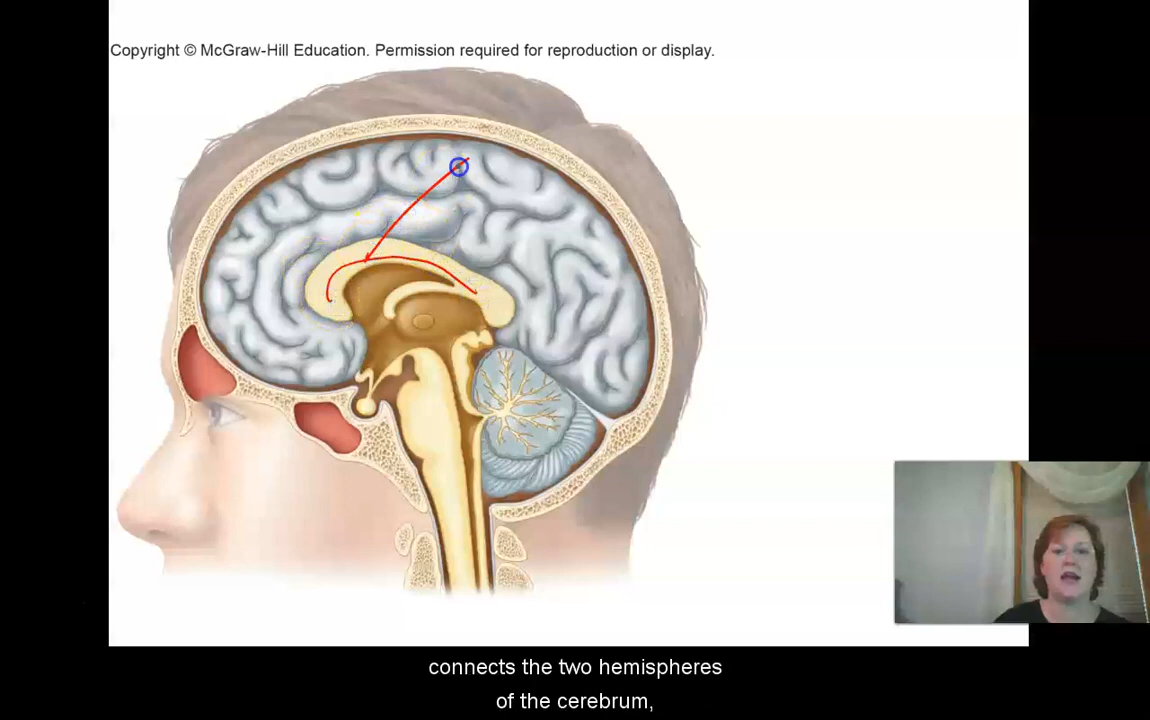 Copyright © McGraw-Hill Education. Permission required for reproduction or display.
connects the two hemispheres
of the cerebrum,